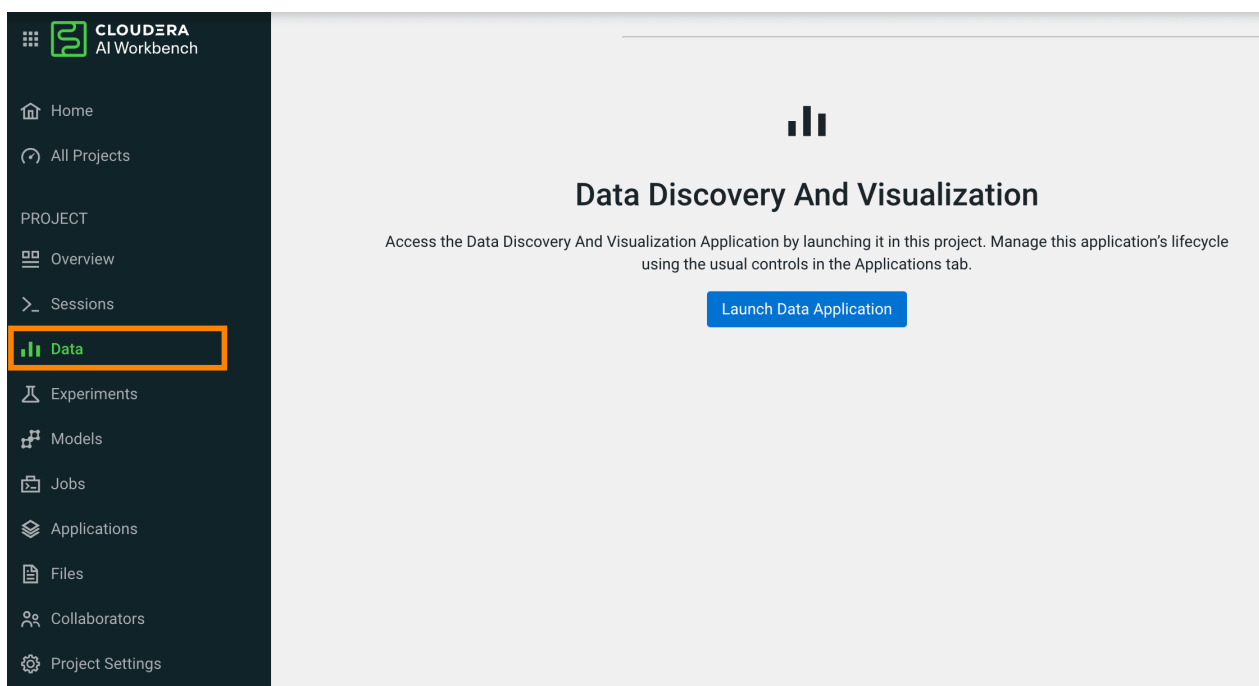 CLOUDERA
AI Workbench
Home
All Projects
PROJECT
Overview
Sessions
Data
Experiments
Models
Jobs
Applications
Files
Collaborators
Project Settings
Data Discovery And Visualization
Access the Data Discovery And Visualization Application by launching it in this project. Manage this application’s lifecycle
using the usual controls in the Applications tab.
Launch Data Application